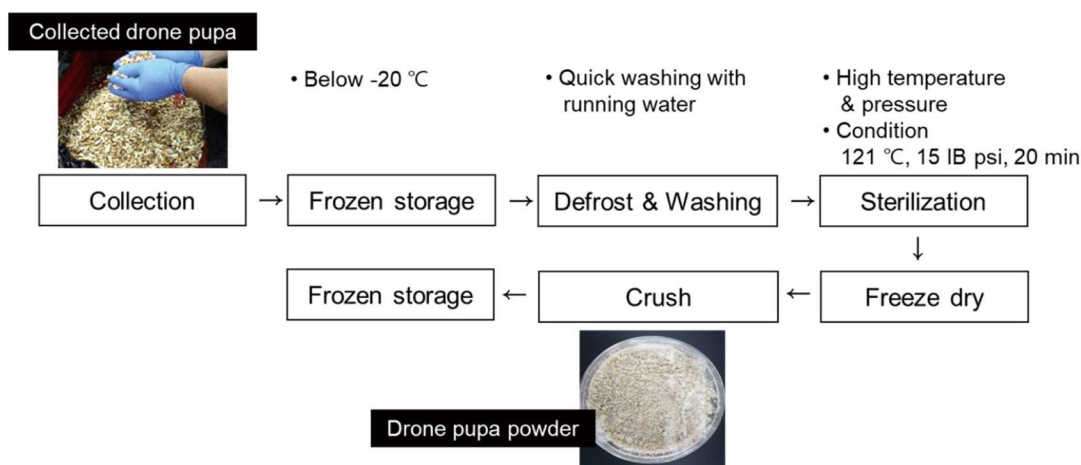 Collected drone pupa
• Below -20 ℃
• Quick washing with
running water
• High temperature
& pressure
• Condition
121 ℃, 15 IB psi, 20 min
Collection → Frozen storage → Defrost & Washing → Sterilization
↓
Frozen storage ← Crush ← Freeze dry
Drone pupa powder